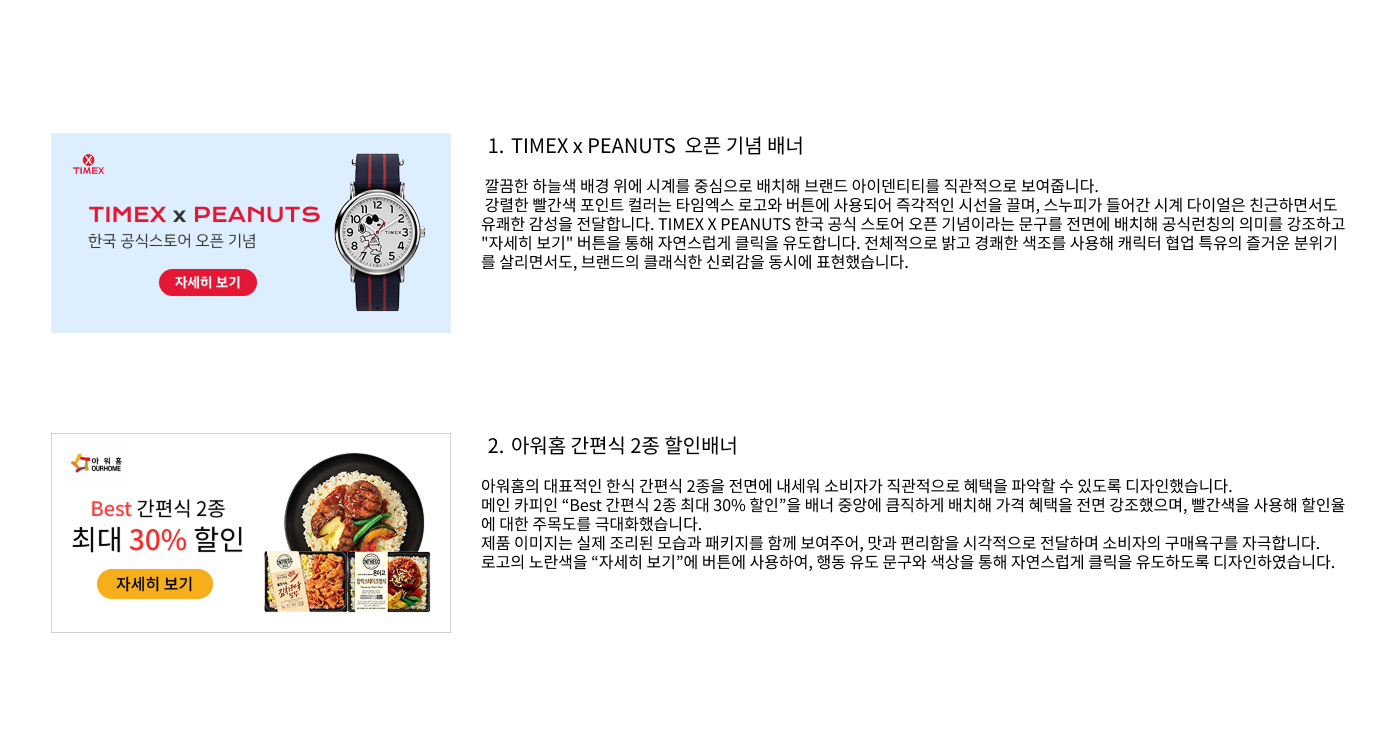 1. TIMEX x PEANUTS 오픈 기념 배너
깔끔한 하늘색 배경 위에 시계를 중심으로 배치해 브랜드 아이덴티티를 직관적으로 보여줍니다.
강렬한 빨간색 포인트 컬러는 타임엑스 로고와 버튼에 사용되어 즉각적인 시선을 끌며, 스누피가 들어간 시계 다이얼은 친근하면서도
유쾌한 감성을 전달합니다. TIMEX X PEANUTS 한국 공식 스토어 오픈 기념이라는 문구를 전면에 배치해 공식런칭의 의미를 강조하고
"자세히 보기" 버튼을 통해 자연스럽게 클릭을 유도합니다. 전체적으로 밝고 경쾌한 색조를 사용해 캐릭터 협업 특유의 즐거운 분위기
를 살리면서도, 브랜드의 클래식한 신뢰감을 동시에 표현했습니다.
TIMEX
TIMEX x PEANUTS
한국 공식스토어 오픈 기념
자세히 보기
12
1
2
3
4
5
6
7
8
9
10
11
TIMEX
2. 아워홈 간편식 2종 할인배너
아워홈의 대표적인 한식 간편식 2종을 전면에 내세워 소비자가 직관적으로 혜택을 파악할 수 있도록 디자인했습니다.
메인 카피인 “Best 간편식 2종 최대 30% 할인”을 배너 중앙에 큼직하게 배치해 가격 혜택을 전면 강조했으며, 빨간색을 사용해 할인율
에 대한 주목도를 극대화했습니다.
제품 이미지는 실제 조리된 모습과 패키지를 함께 보여주어, 맛과 편리함을 시각적으로 전달하며 소비자의 구매욕구를 자극합니다.
로고의 노란색을 “자세히 보기”에 버튼에 사용하여, 행동 유도 문구와 색상을 통해 자연스럽게 클릭을 유도하도록 디자인하였습니다.
아워홈
OURHOME
Best 간편식 2종
최대 30% 할인
자세히 보기
ONTHEGO
ONTHEGO
온더고